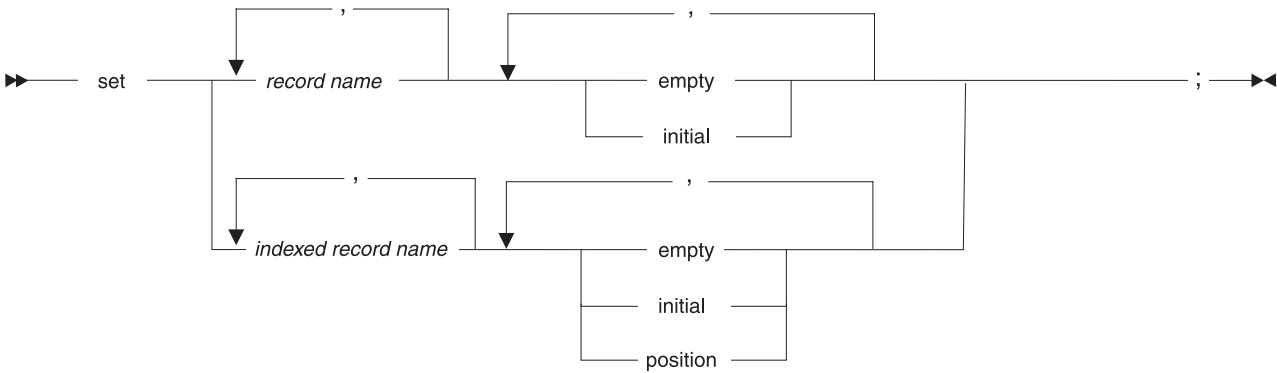 , ,
set record name empty ;
initial
, ,
indexed record name empty
initial
position